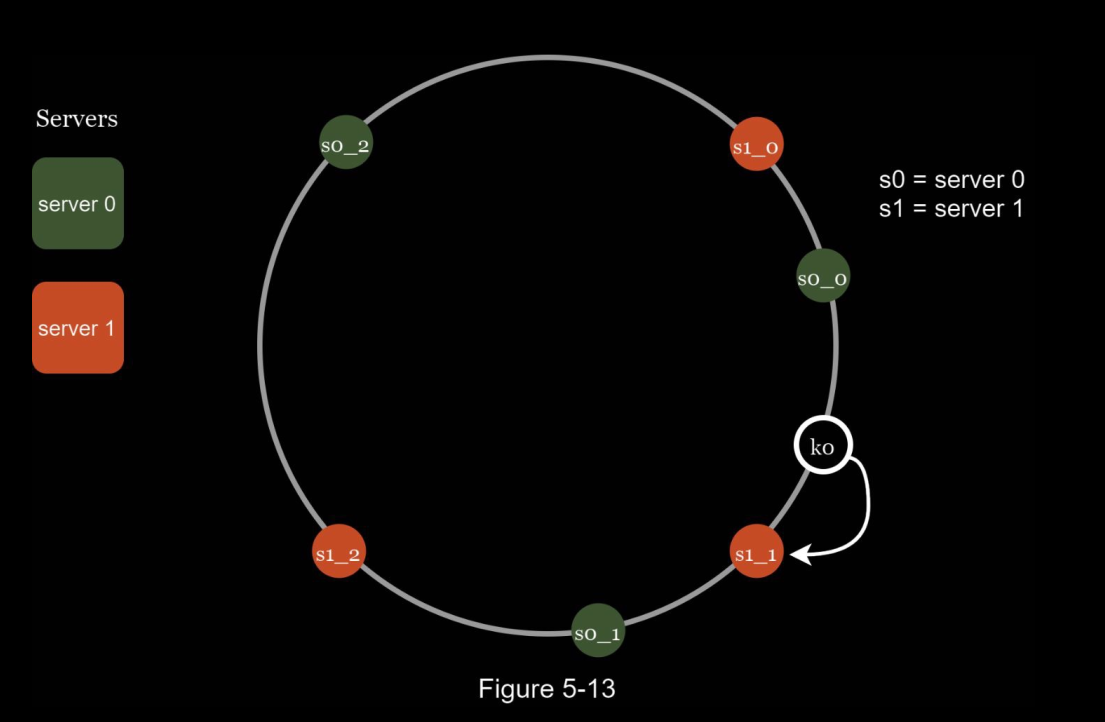 Servers
server 0
server 1
s0_2
s1_0
s0 = server 0
s1 = server 1
s0_0
k0
s1_1
s1_2
s0_1
Figure 5-13